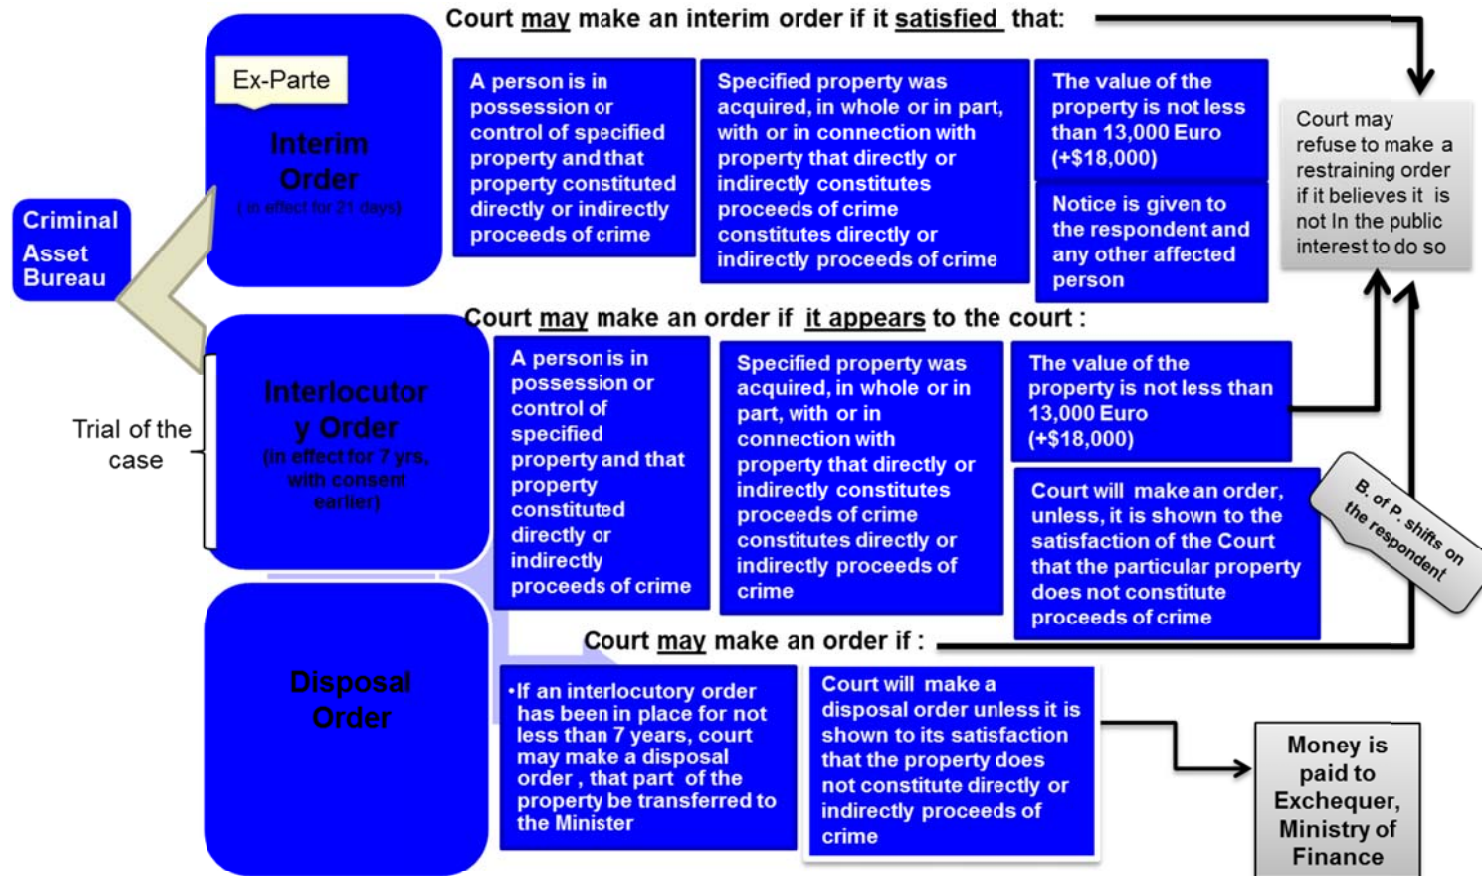 Court may make an interim order if it satisfied that:
Ex-Parte
Interim
Order
( in effect for 21 days)
A person is in
possession or
control of specified
property and that
property constituted
directly or indirectly
proceeds of crime
Specified property was
acquired, in whole or in part,
with or in connection with
property that directly or
indirectly constitutes
proceeds of crime
constitutes directly or
indirectly proceeds of crime
The value of the
property is not less
than 13,000 Euro
(+$18,000)
Notice is given to
the respondent and
any other affected
person
Court may
refuse to make a
restraining order
if it believes it is
not In the public
interest to do so
Criminal
Asset
Bureau
Court may make an order if it appears to the court :
Trial of the
case
Interlocutor
y Order
(in effect for 7 yrs,
with consent
earlier)
A person is in
possession or
control of
specified
property and that
property
constituted
directly or
indirectly
proceeds of crime
Specified property was
acquired, in whole or in
part, with or in
connection with
property that directly or
indirectly constitutes
proceeds of crime
constitutes directly or
indirectly proceeds of
crime
The value of the
property is not less than
13,000 Euro
(+$18,000)
Court will make an order,
unless, it is shown to the
satisfaction of the Court
that the particular property
does not constitute
proceeds of crime
B. of P. shifts on
the respondent
Court may make an order if :
Disposal
Order
•If an interlocutory order
has been in place for not
less than 7 years, court
may make a disposal
order , that part of the
property be transferred to
the Minister
Court will make a
disposal order unless it is
shown to its satisfaction
that the property does
not constitute directly or
indirectly proceeds of
crime
Money is
paid to
Exchequer,
Ministry of
Finance